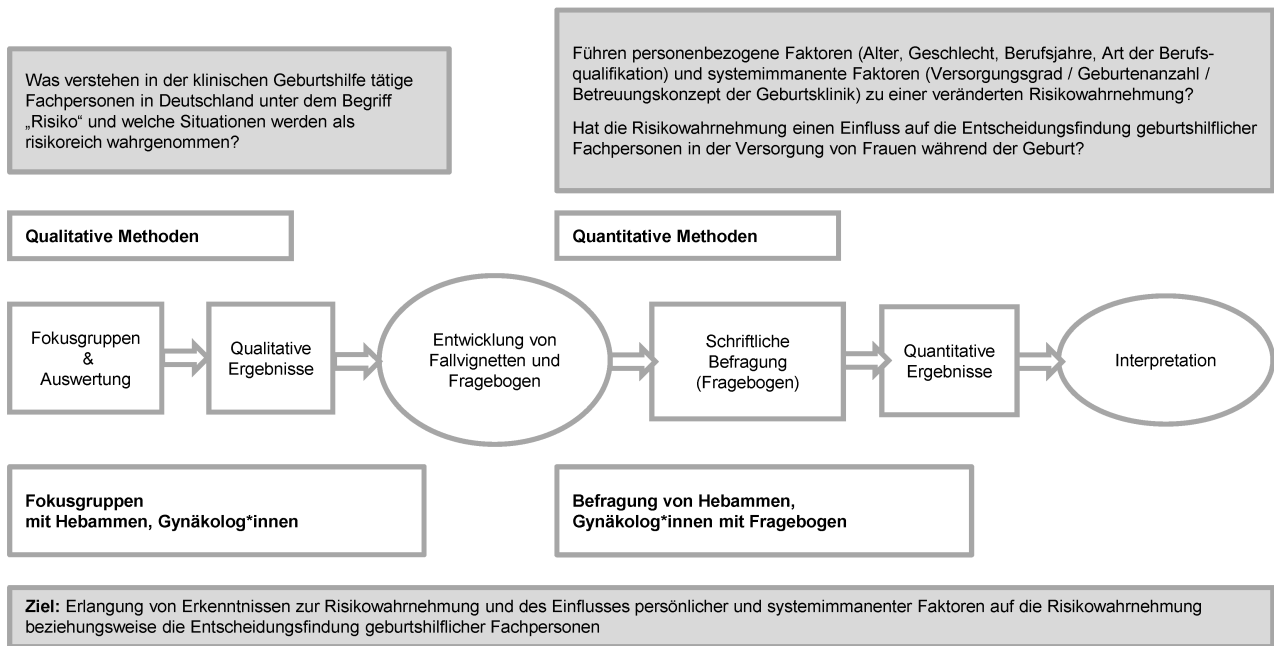 Was verstehen in der klinischen Geburtshilfe tätige
Fachpersonen in Deutschland unter dem Begriff
„Risiko“ und welche Situationen werden als
risikoreich wahrgenommen?
Führen personenbezogene Faktoren (Alter, Geschlecht, Berufsjahre, Art der Berufs-
qualifikation) und systemimmanente Faktoren (Versorgungsgrad / Geburtenanzahl /
Betreuungskonzept der Geburtsklinik) zu einer veränderten Risikowahrnehmung?
Hat die Risikowahrnehmung einen Einfluss auf die Entscheidungsfindung geburtshilflicher
Fachpersonen in der Versorgung von Frauen während der Geburt?
Qualitative Methoden
Quantitative Methoden
Fokusgruppen
&
Auswertung
Qualitative
Ergebnisse
Entwicklung von
Fallvignetten und
Fragebogen
Schriftliche
Befragung
(Fragebogen)
Quantitative
Ergebnisse
Interpretation
Fokusgruppen
mit Hebammen, Gynäkolog*innen
Befragung von Hebammen,
Gynäkolog*innen mit Fragebogen
Ziel: Erlangung von Erkenntnissen zur Risikowahrnehmung und des Einflusses persönlicher und systemimmanenter Faktoren auf die Risikowahrnehmung
beziehungsweise die Entscheidungsfindung geburtshilflicher Fachpersonen